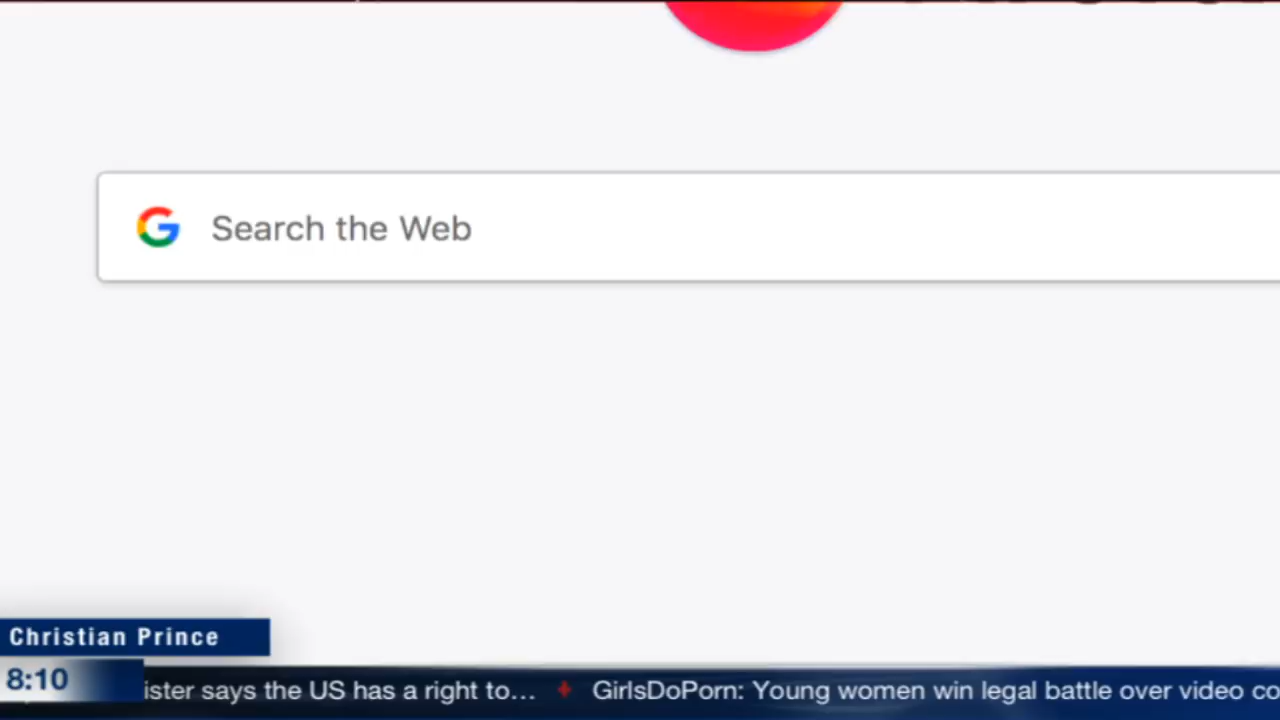 Search the Web
Christian Prince
8:10
ister says the US has a right to... GirlsDoPorn: Young women win legal battle over video co